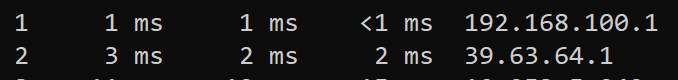 1 1 ms 1 ms <1 ms 192.168.100.1
2 3 ms 2 ms 2 ms 39.63.64.1